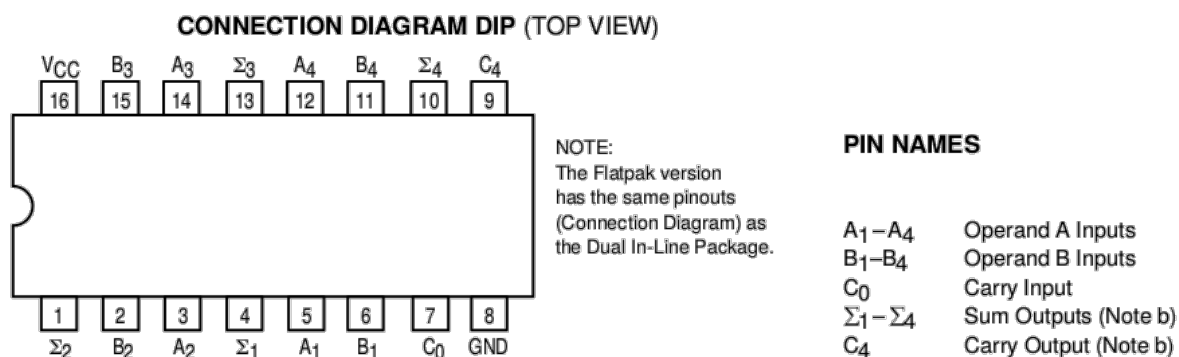 CONNECTION DIAGRAM DIP (TOP VIEW)
VCC B3 A3 Σ3 A4 B4 Σ4 C4
16 15 14 13 12 11 10 9
NOTE:
The Flatpak version
has the same pinouts
(Connection Diagram) as
the Dual In-Line Package.
1 2 3 4 5 6 7 8
Σ2 B2 A2 Σ1 A1 B1 C0 GND
PIN NAMES
A1–A4 Operand A Inputs
B1–B4 Operand B Inputs
C0 Carry Input
Σ1–Σ4 Sum Outputs (Note b)
C4 Carry Output (Note b)